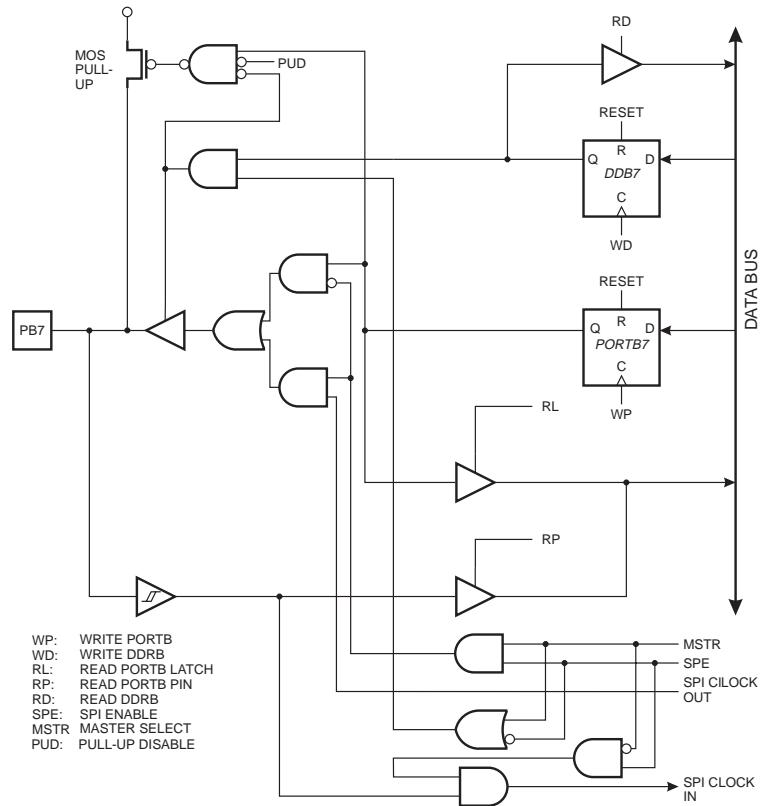 RD
MOS
PULL-
UP
PUD
RESET
R
Q
D
DDB7
C
WD
DATA BUS
RESET
R
Q
D
PORTB7
C
WP
PB7
RL
RP
WP: WRITE PORTB
WD: WRITE DDRB
RL: READ PORTB LATCH
RP: READ PORTB PIN
RD: READ DDRB
SPE: SPI ENABLE
MSTR MASTER SELECT
PUD: PULL-UP DISABLE
MSTR
SPE
SPI CILOCK
OUT
SPI CLOCK
IN